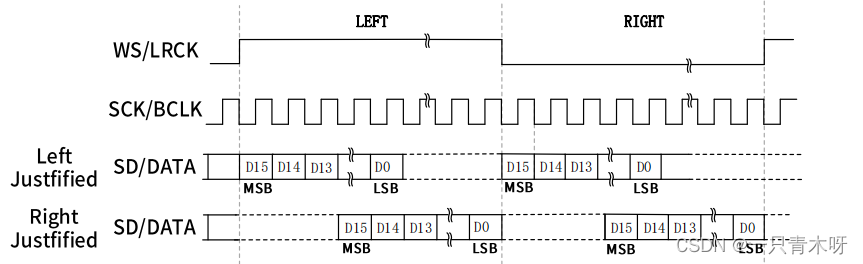 LEFT RIGHT
WS/LRCK
SCK/BCLK
Left
Justfified
SD/DATA
D15 D14 D13 D0 D15 D14 D13 D0
MSB LSB MSB LSB
Right
Justfified
SD/DATA
D15 D14 D13 D0 D15 D14 D13 D0
MSB LSB MSB LSB
CSDN @一只青木呀